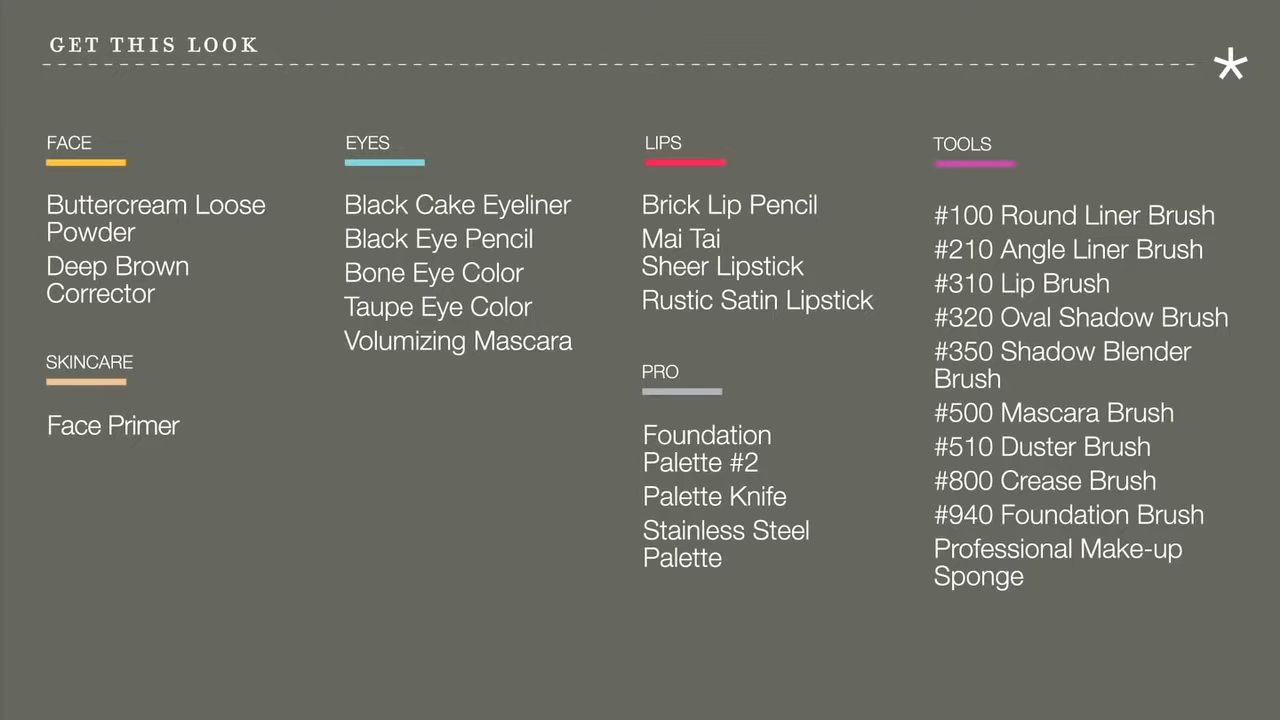 GET THIS LOOK
FACE
Buttercream Loose
Powder
Deep Brown
Corrector
SKINCARE
Face Primer
EYES
Black Cake Eyeliner
Black Eye Pencil
Bone Eye Color
Taupe Eye Color
Volumizing Mascara
LIPS
Brick Lip Pencil
Mai Tai
Sheer Lipstick
Rustic Satin Lipstick
PRO
Foundation
Palette #2
Palette Knife
Stainless Steel
Palette
TOOLS
#100 Round Liner Brush
#210 Angle Liner Brush
#310 Lip Brush
#320 Oval Shadow Brush
#350 Shadow Blender
Brush
#500 Mascara Brush
#510 Duster Brush
#800 Crease Brush
#940 Foundation Brush
Professional Make-up
Sponge